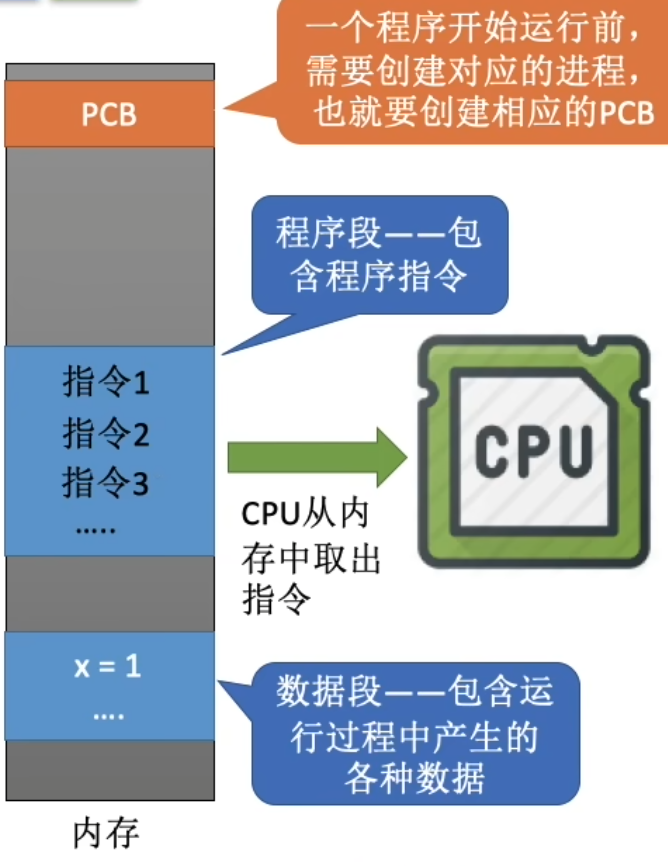 一个程序开始运行前，
需要创建对应的进程，
也就要创建相应的PCB
PCB
程序段——包
含程序指令
指令1
指令2
指令3
…..
CPU
CPU从内
存中取出
指令
x = 1
….
数据段——包含运
行过程中产生的
各种数据
内存